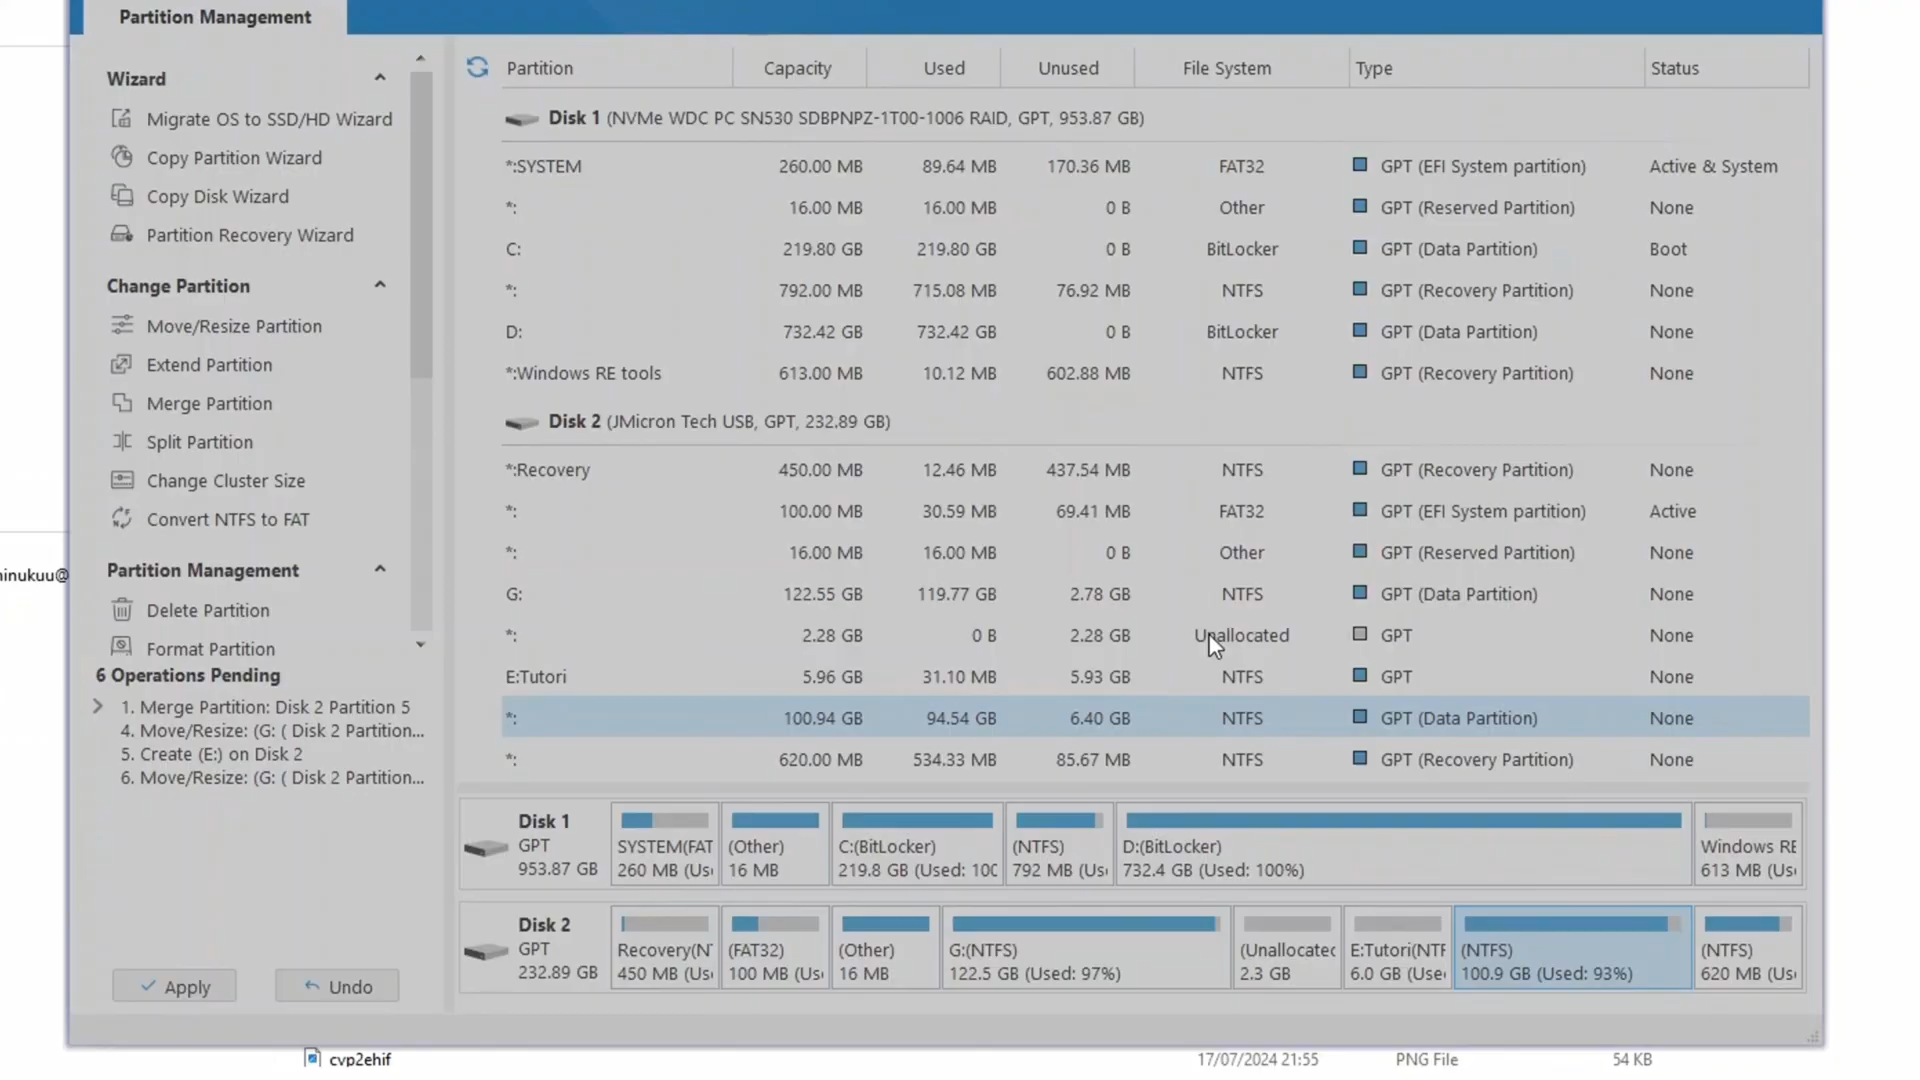 Partition Management
Wizard
Migrate OS to SSD/HD Wizard
Copy Partition Wizard
Copy Disk Wizard
Partition Recovery Wizard
Change Partition
Move/Resize Partition
Extend Partition
Merge Partition
Split Partition
Change Cluster Size
Convert NTFS to FAT
Partition Management
Delete Partition
Format Partition
6 Operations Pending
1. Merge Partition: Disk 2 Partition 5
4. Move/Resize: (G: ( Disk 2 Partition...
5. Create (E:) on Disk 2
6. Move/Resize: (G: ( Disk 2 Partition...
Apply Undo
Partition Capacity Used Unused File System Type Status
Disk 1 (NVMe WDC PC SN530 SDBPNPZ-1T00-1006 RAID, GPT, 953.87 GB)
*:SYSTEM 260.00 MB 89.64 MB 170.36 MB FAT32 GPT (EFI System partition) Active & System
*: 16.00 MB 16.00 MB 0 B Other GPT (Reserved Partition) None
C: 219.80 GB 219.80 GB 0 B BitLocker GPT (Data Partition) Boot
*: 792.00 MB 715.08 MB 76.92 MB NTFS GPT (Recovery Partition) None
D: 732.42 GB 732.42 GB 0 B BitLocker GPT (Data Partition) None
*:Windows RE tools 613.00 MB 10.12 MB 602.88 MB NTFS GPT (Recovery Partition) None
Disk 2 (JMicron Tech USB, GPT, 232.89 GB)
*:Recovery 450.00 MB 12.46 MB 437.54 MB NTFS GPT (Recovery Partition) None
*: 100.00 MB 30.59 MB 69.41 MB FAT32 GPT (EFI System partition) Active
*: 16.00 MB 16.00 MB 0 B Other GPT (Reserved Partition) None
G: 122.55 GB 119.77 GB 2.78 GB NTFS GPT (Data Partition) None
*: 2.28 GB 0 B 2.28 GB Unallocated GPT None
E:Tutori 5.96 GB 31.10 MB 5.93 GB NTFS GPT None
*: 100.94 GB 94.54 GB 6.40 GB NTFS GPT (Data Partition) None
*: 620.00 MB 534.33 MB 85.67 MB NTFS GPT (Recovery Partition) None
Disk 1
GPT
953.87 GB
SYSTEM(FAT
260 MB (Us
(Other)
16 MB
C:(BitLocker)
219.8 GB (Used: 100
(NTFS)
792 MB (Us
D:(BitLocker)
732.4 GB (Used: 100%)
Windows RE
613 MB (Us
Disk 2
GPT
232.89 GB
Recovery(N
450 MB (Us
(FAT32)
100 MB (Us
(Other)
16 MB
G:(NTFS)
122.5 GB (Used: 97%)
(Unallocatec
2.3 GB
E:Tutori(NTF
6.0 GB (Use
(NTFS)
100.9 GB (Used: 93%)
(NTFS)
620 MB (Us
inukuu@
cvp2ehif 17/07/2024 21:55 PNG File 54 KB